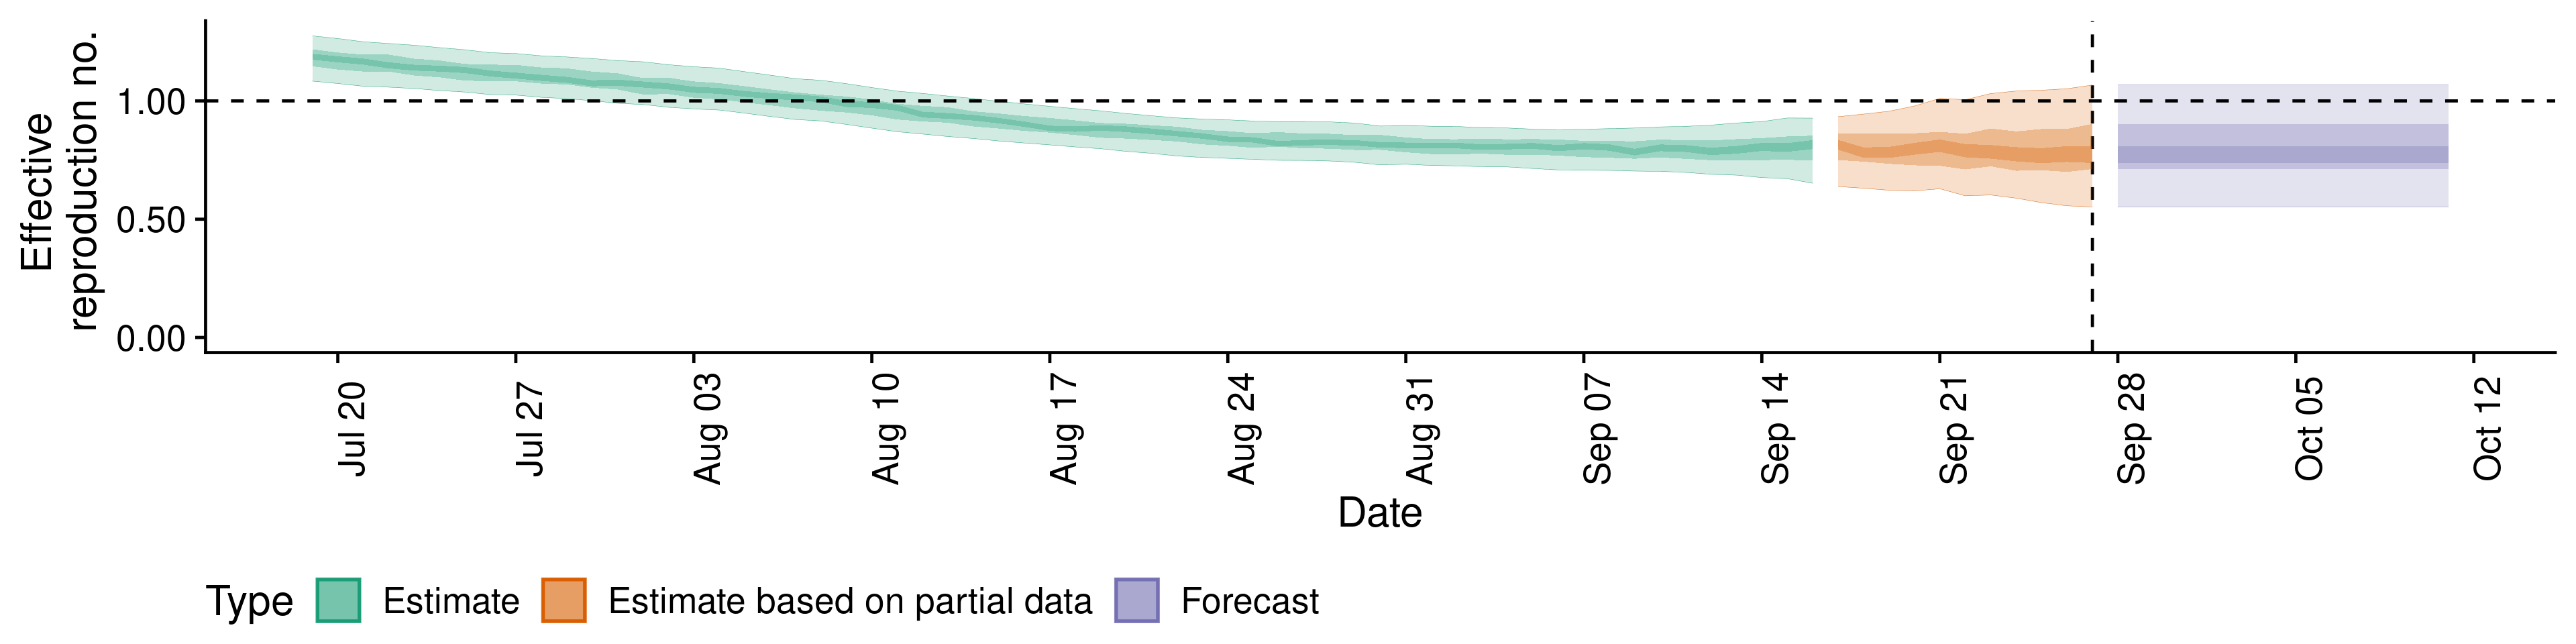 Effective
reproduction no.
1.00
0.50
0.00
Jul 20
Jul 27
Aug 03
Aug 10
Aug 17
Aug 24
Aug 31
Sep 07
Sep 14
Sep 21
Sep 28
Oct 05
Oct 12
Date
Type Estimate Estimate based on partial data Forecast